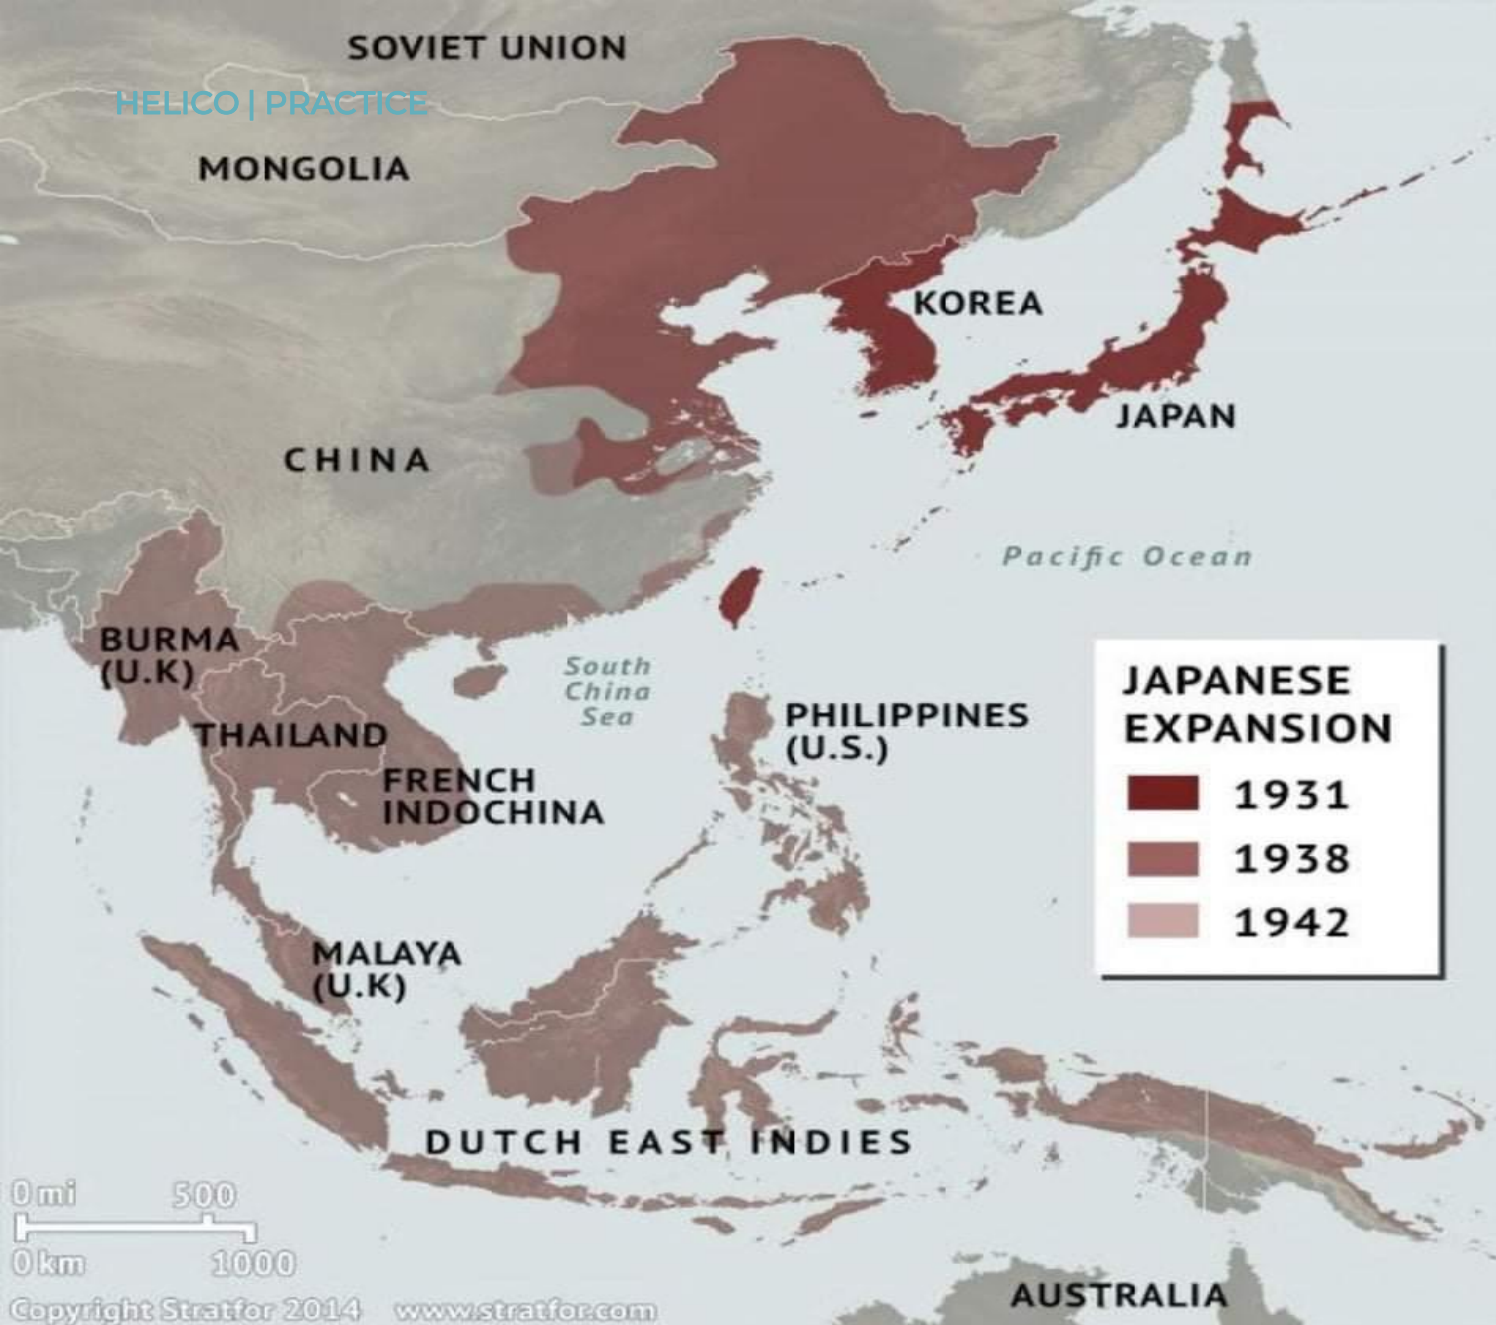 SOVIET UNION
HELICO | PRACTICE
MONGOLIA
KOREA
JAPAN
CHINA
Pacific Ocean
BURMA
(U.K)
South
China
Sea
THAILAND
PHILIPPINES
(U.S.)
FRENCH
INDOCHINA
MALAYA
(U.K)
DUTCH EAST INDIES
AUSTRALIA
JAPANESE
EXPANSION
1931
1938
1942
0 mi 500
0 km 1000
Copyright Stratfor 2014 www.stratfor.com